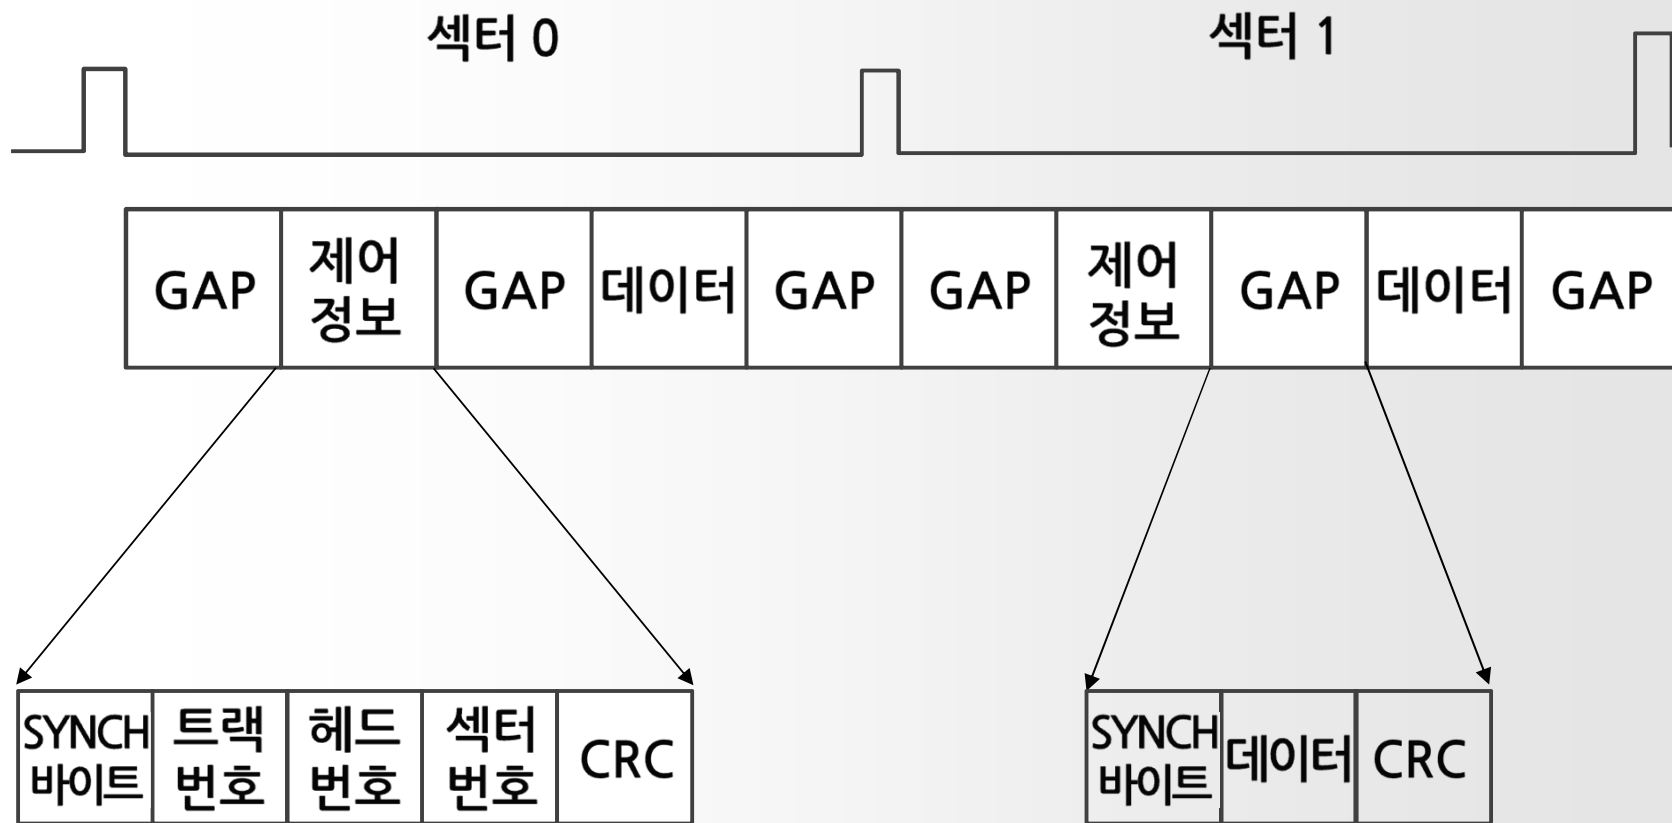 섹터 0
섹터 1
GAP
제어
정보
GAP
데이터
GAP
GAP
제어
정보
GAP
데이터
GAP
SYNCH
바이트
트랙
번호
헤드
번호
섹터
번호
CRC
SYNCH
바이트
데이터
CRC